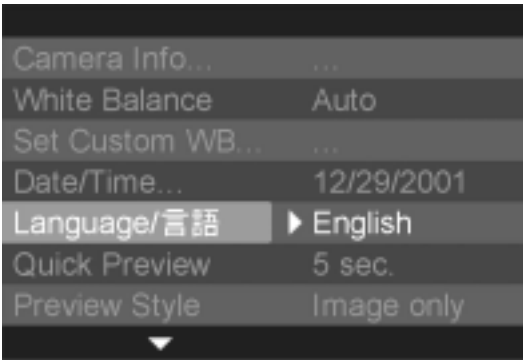 Camera Info... ...
White Balance Auto
Set Custom WB... ...
Date/Time... 12/29/2001
Language/言語 English
Quick Preview 5 sec.
Preview Style Image only